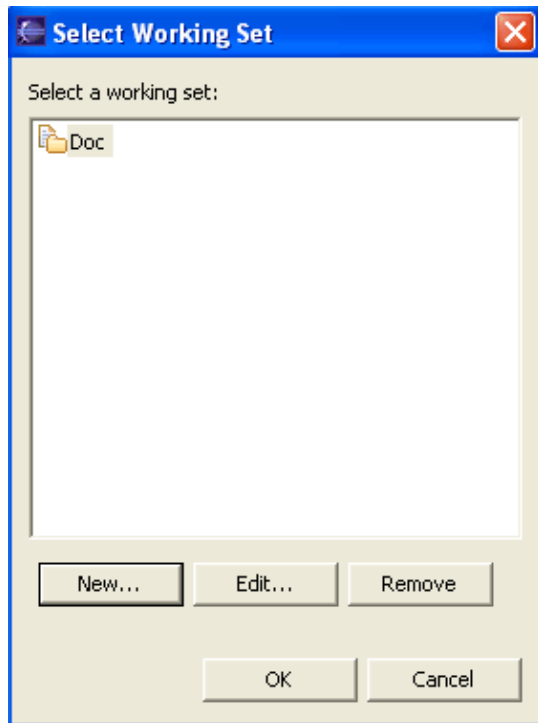 Select Working Set
Select a working set:
Doc
New... Edit... Remove
OK Cancel